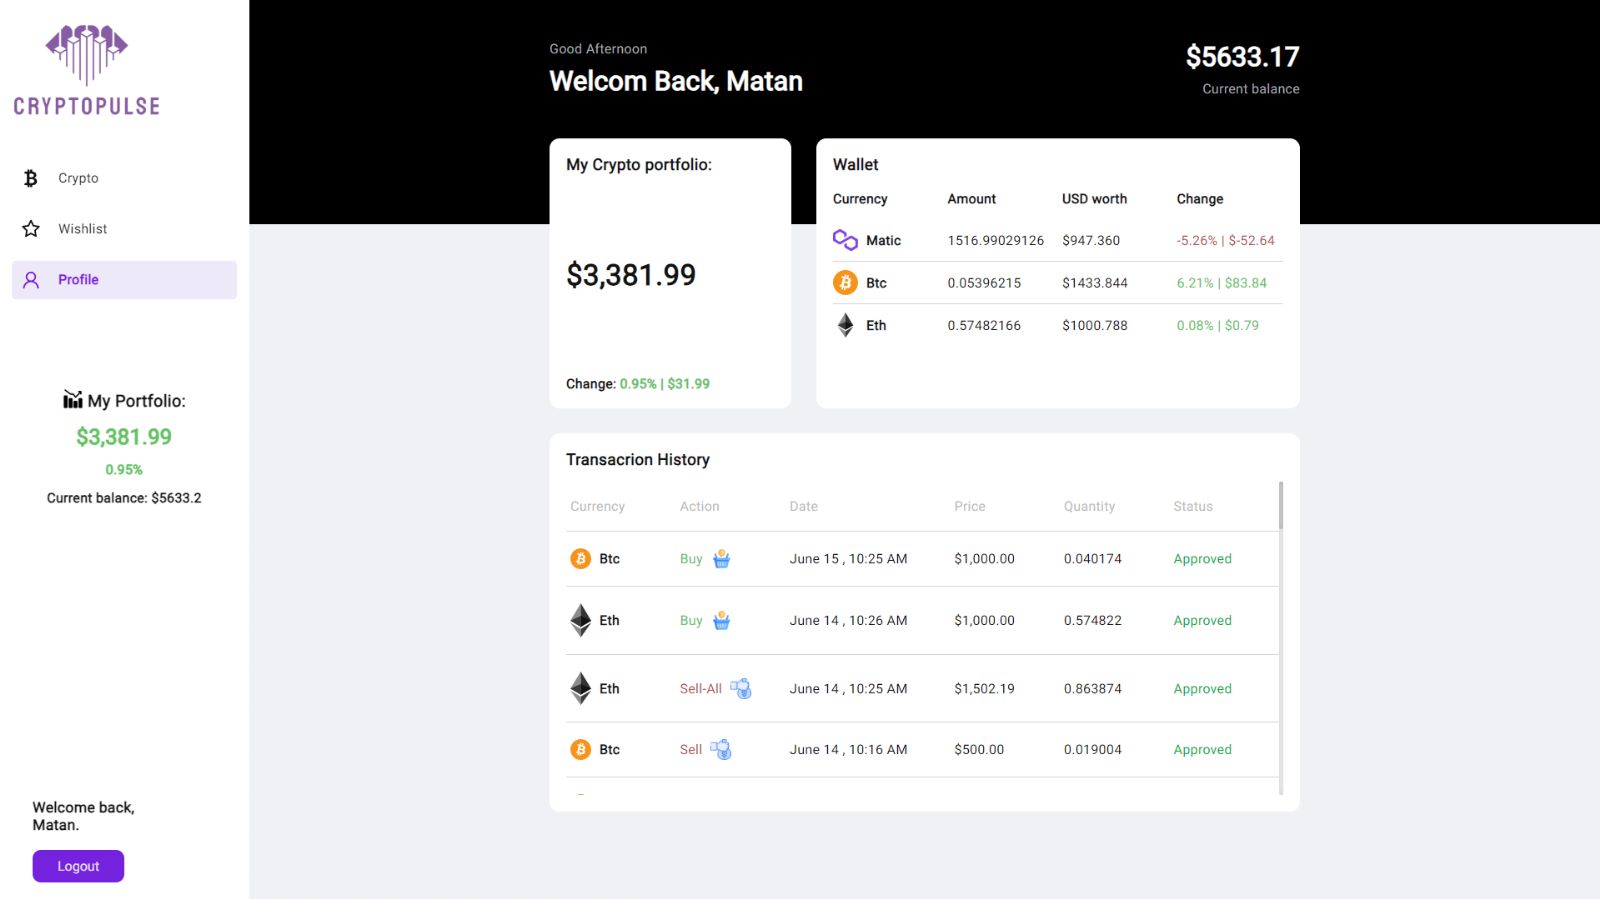 CRYPTOPULSE
Crypto
Wishlist
Profile
My Portfolio:
$3,381.99
0.95%
Current balance: $5633.2
Welcome back,
Matan.
Logout
Good Afternoon
Welcom Back, Matan
$5633.17
Current balance
My Crypto portfolio:
$3,381.99
Change: 0.95% | $31.99
Wallet
Currency Amount USD worth Change
Matic 1516.99029126 $947.360 -5.26% | $-52.64
Btc 0.05396215 $1433.844 6.21% | $83.84
Eth 0.57482166 $1000.788 0.08% | $0.79
Transacrion History
Currency Action Date Price Quantity Status
Btc Buy June 15 , 10:25 AM $1,000.00 0.040174 Approved
Eth Buy June 14 , 10:26 AM $1,000.00 0.574822 Approved
Eth Sell-All June 14 , 10:25 AM $1,502.19 0.863874 Approved
Btc Sell June 14 , 10:16 AM $500.00 0.019004 Approved